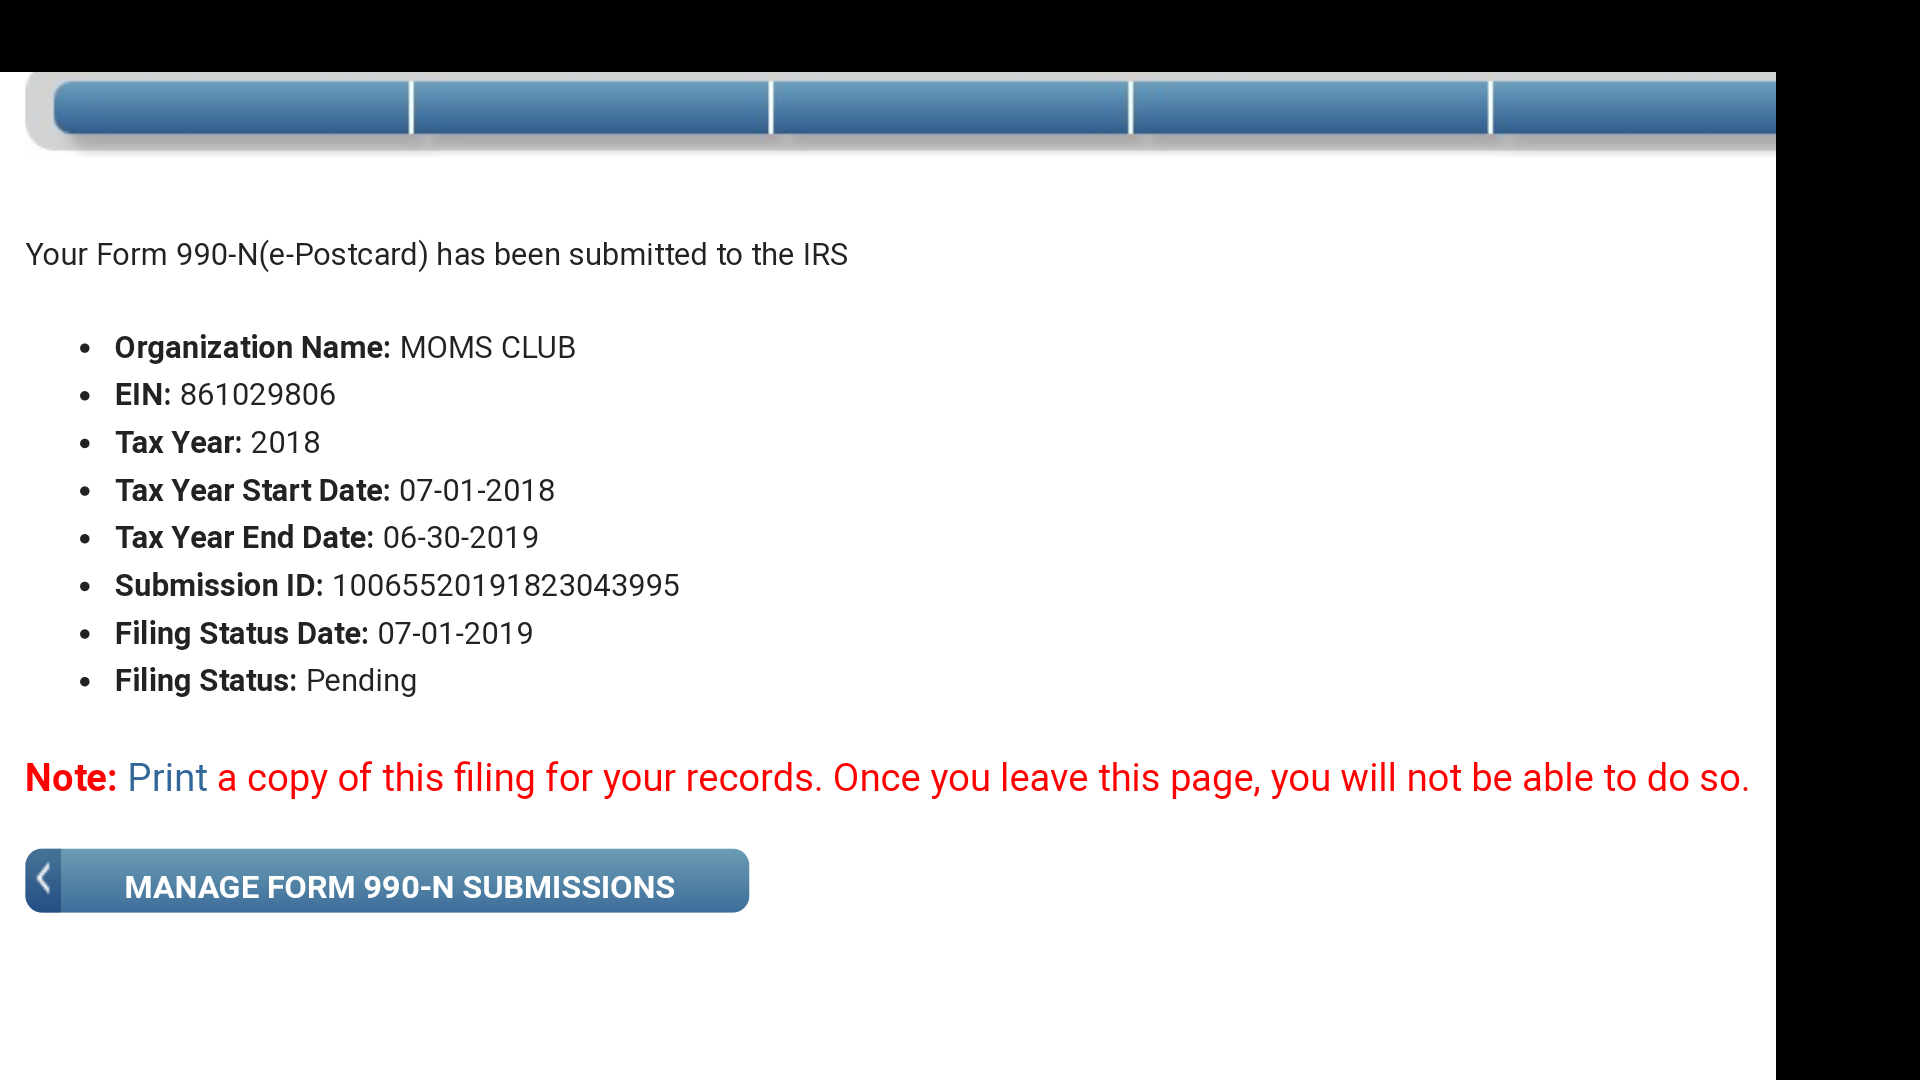 Your Form 990-N(e-Postcard) has been submitted to the IRS
Organization Name: MOMS CLUB
EIN: 861029806
Tax Year: 2018
Tax Year Start Date: 07-01-2018
Tax Year End Date: 06-30-2019
Submission ID: 10065520191823043995
Filing Status Date: 07-01-2019
Filing Status: Pending
Note: Print a copy of this filing for your records. Once you leave this page, you will not be able to do so.
MANAGE FORM 990-N SUBMISSIONS